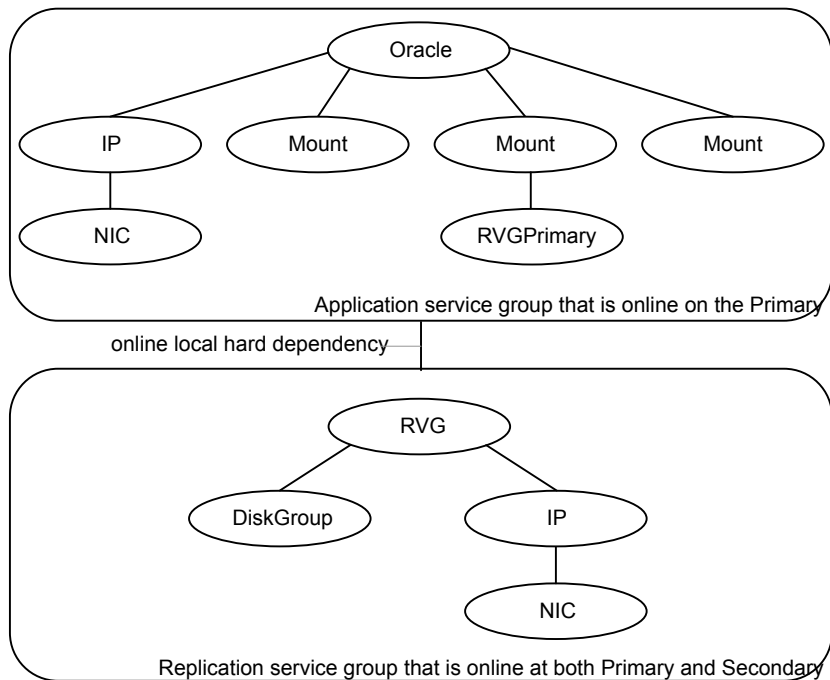 Oracle
IP
Mount
Mount
Mount
NIC
RVGPrimary
Application service group that is online on the Primary
online local hard dependency
RVG
DiskGroup
IP
NIC
Replication service group that is online at both Primary and Secondary